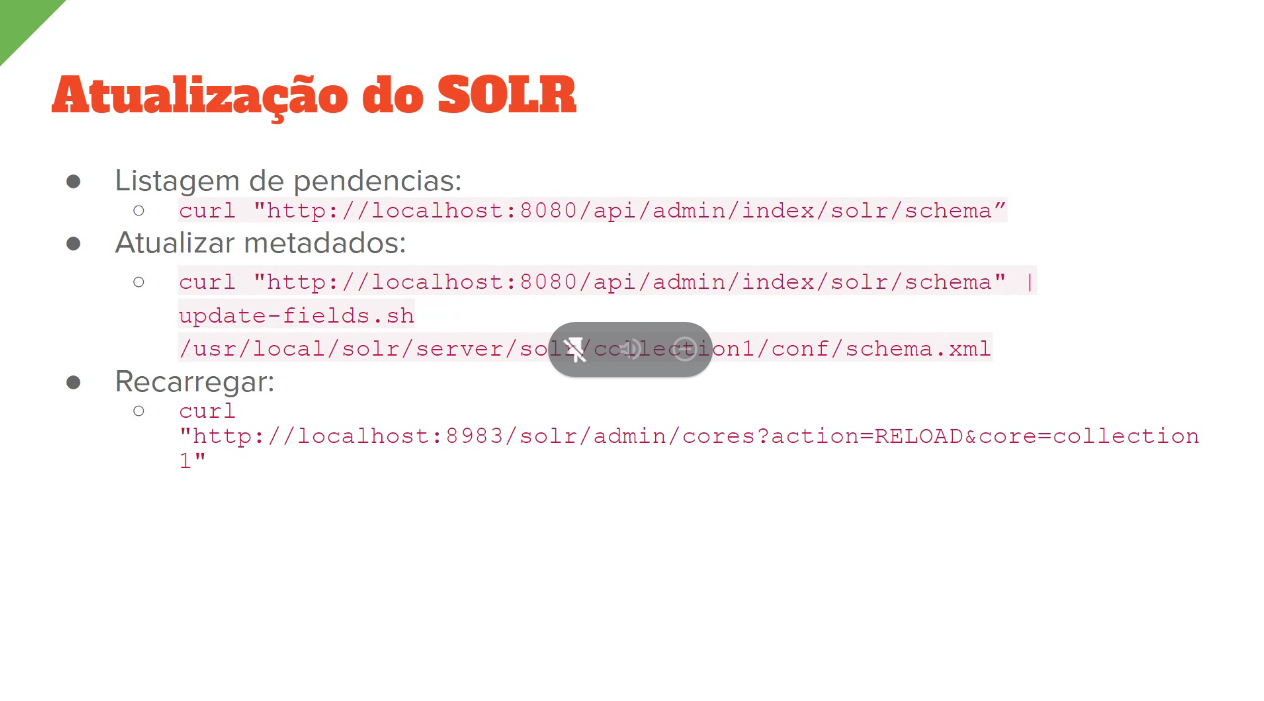 Atualização do SOLR
● Listagem de pendencias:
○ curl "http://localhost:8080/api/admin/index/solr/schema”
● Atualizar metadados:
○ curl "http://localhost:8080/api/admin/index/solr/schema" |
update-fields.sh
/usr/local/solr/server/solr/collection1/conf/schema.xml
● Recarregar:
○ curl
"http://localhost:8983/solr/admin/cores?action=RELOAD&core=collection
1"